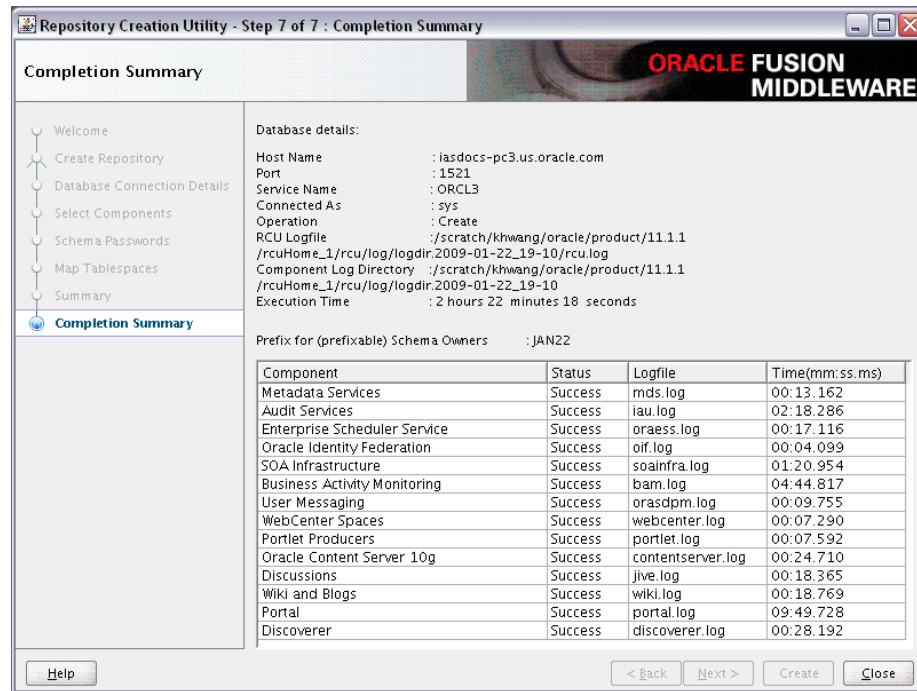 Repository Creation Utility - Step 7 of 7 : Completion Summary
Completion Summary
ORACLE FUSION
MIDDLEWARE
Welcome
Create Repository
Database Connection Details
Select Components
Schema Passwords
Map Tablespaces
Summary
Completion Summary
Database details:
Host Name : iasdocs-pc3.us.oracle.com
Port : 1521
Service Name : ORCL3
Connected As : sys
Operation : Create
RCU Logfile :/scratch/khwang/oracle/product/11.1.1
/rcuHome_1/rcu/log/logdir.2009-01-22_19-10/rcu.log
Component Log Directory :/scratch/khwang/oracle/product/11.1.1
/rcuHome_1/rcu/log/logdir.2009-01-22_19-10
Execution Time : 2 hours 22 minutes 18 seconds
Prefix for (prefixable) Schema Owners : JAN22
Component Status Logfile Time(mm:ss.ms)
Metadata Services Success mds.log 00:13.162
Audit Services Success iau.log 02:18.286
Enterprise Scheduler Service Success oraess.log 00:17.116
Oracle Identity Federation Success oif.log 00:04.099
SOA Infrastructure Success soainfra.log 01:20.954
Business Activity Monitoring Success bam.log 04:44.817
User Messaging Success orasdpm.log 00:09.755
WebCenter Spaces Success webcenter.log 00:07.290
Portlet Producers Success portlet.log 00:07.592
Oracle Content Server 10g Success contentserver.log 00:24.710
Discussions Success jive.log 00:18.365
Wiki and Blogs Success wiki.log 00:18.769
Portal Success portal.log 09:49.728
Discoverer Success discoverer.log 00:28.192
Help < Back Next > Create Close